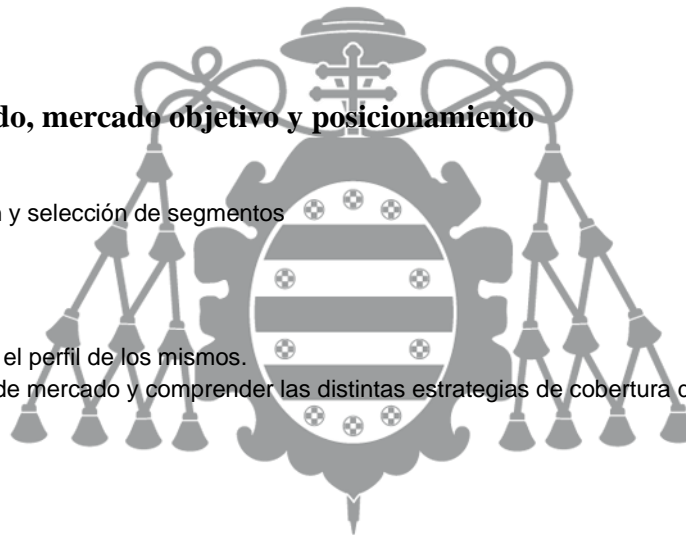 do, mercado objetivo y posicionamiento
y selección de segmentos
el perfil de los mismos.
de mercado y comprender las distintas estrategias de cobertura